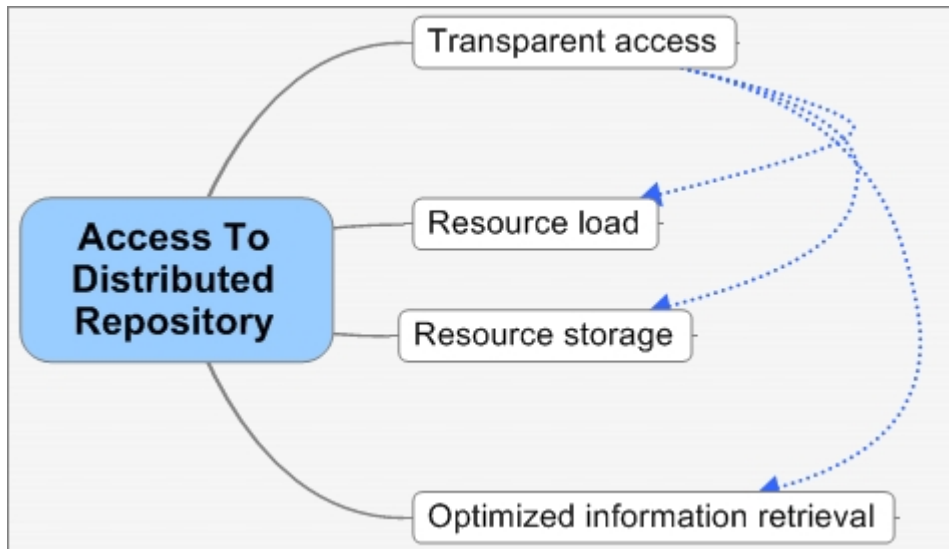 Transparent access
Resource load
Access To
Distributed
Repository
Resource storage
Optimized information retrieval